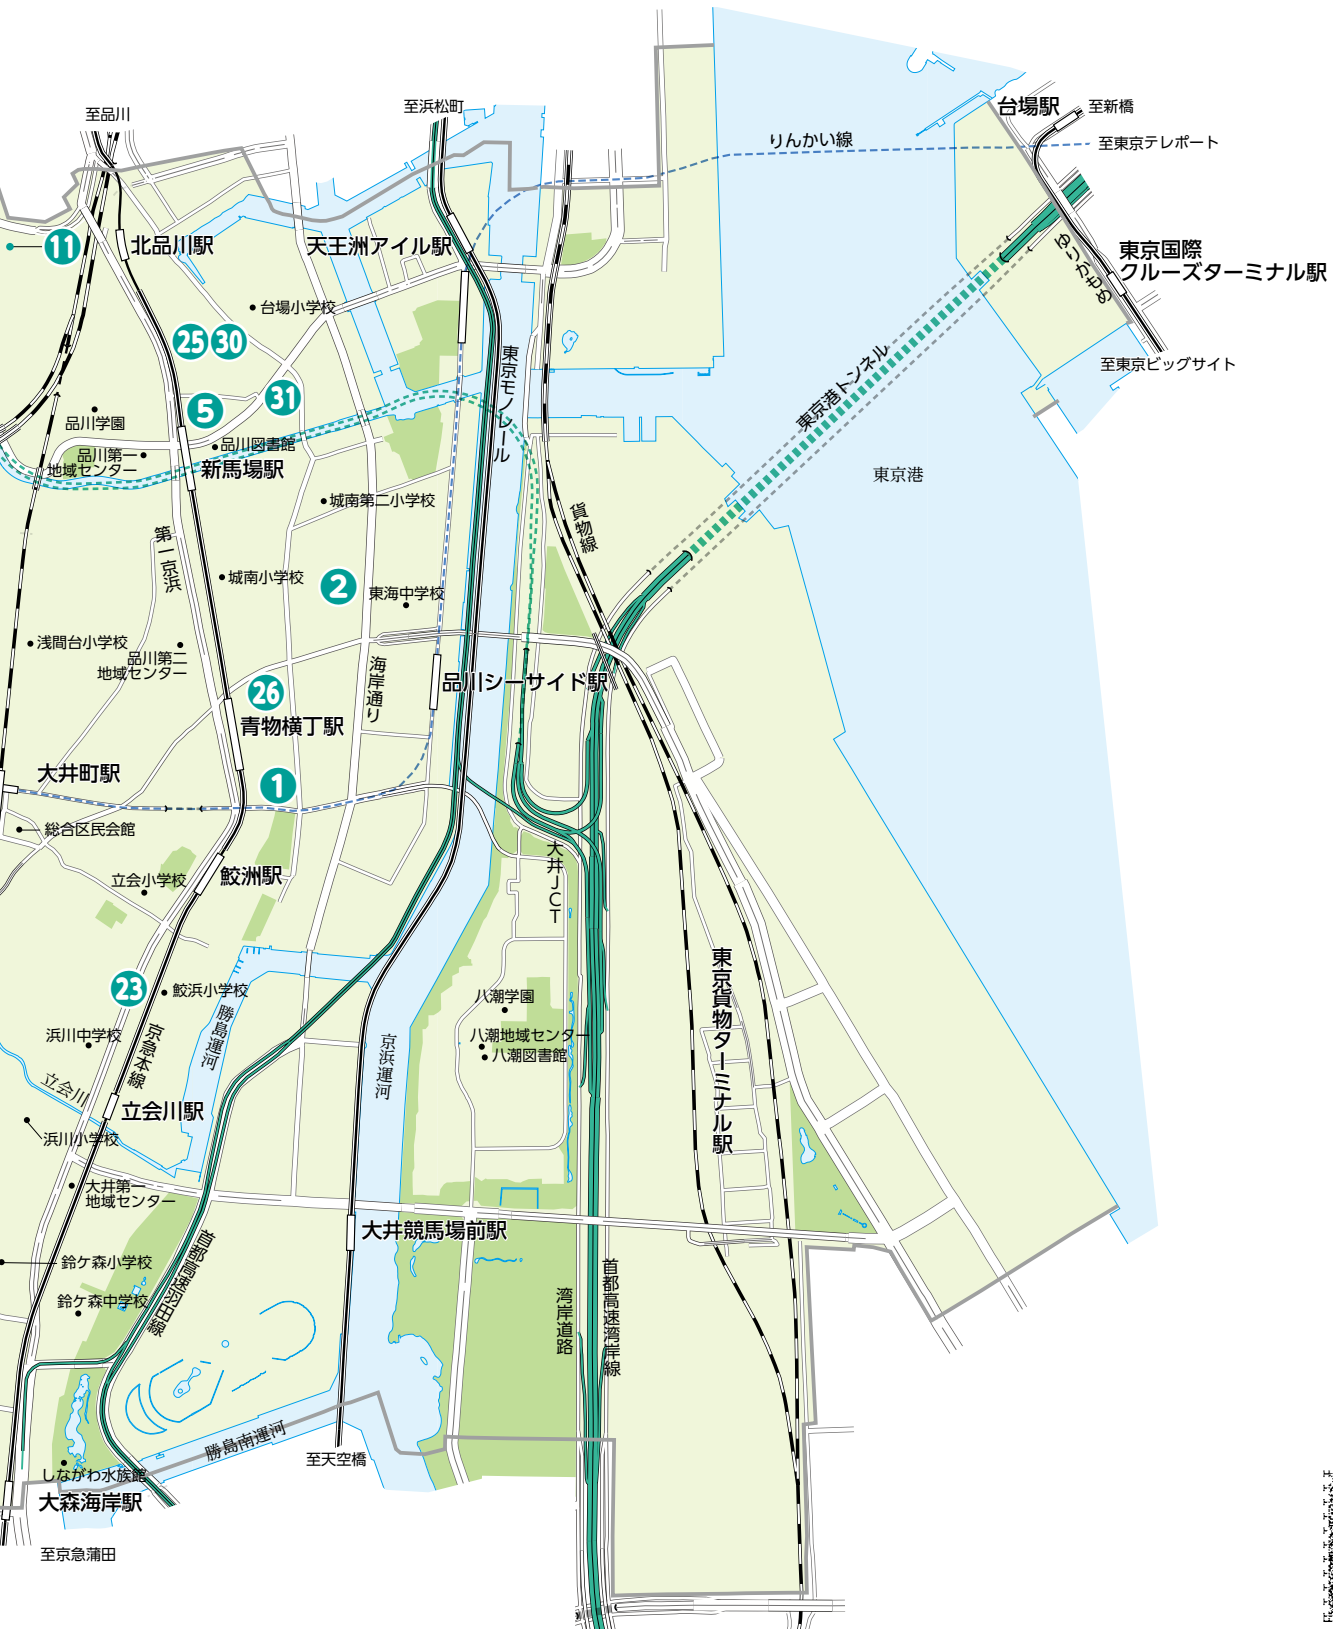 至品川
至浜松町
台場駅
至新橋
りんかい線
至東京テレポート
11
北品川駅
天王洲アイル駅
東京国際
クルーズターミナル駅
ゆりかもめ
台場小学校
25
30
東京モノレール
東京港トンネル
至東京ビッグサイト
31
5
品川学園
品川図書館
品川第一
地域センター
新馬場駅
東京港
城南第二小学校
貨物線
第一京浜
城南小学校
2
東海中学校
浅間台小学校
品川第二
地域センター
海岸通り
品川シーサイド駅
26
青物横丁駅
大井町駅
1
総合区民会館
大井JCT
鮫洲駅
立会小学校
東京貨物ターミナル駅
23
鮫浜小学校
八潮学園
勝島運河
浜川中学校
京急本線
京浜運河
八潮地域センター
八潮図書館
立会川
立会川駅
浜川小学校
大井第一
地域センター
大井競馬場前駅
首都高速羽田線
鈴ケ森小学校
湾岸道路
首都高速湾岸線
鈴ケ森中学校
勝島南運河
至天空橋
しながわ水族館
大森海岸駅
至京急蒲田